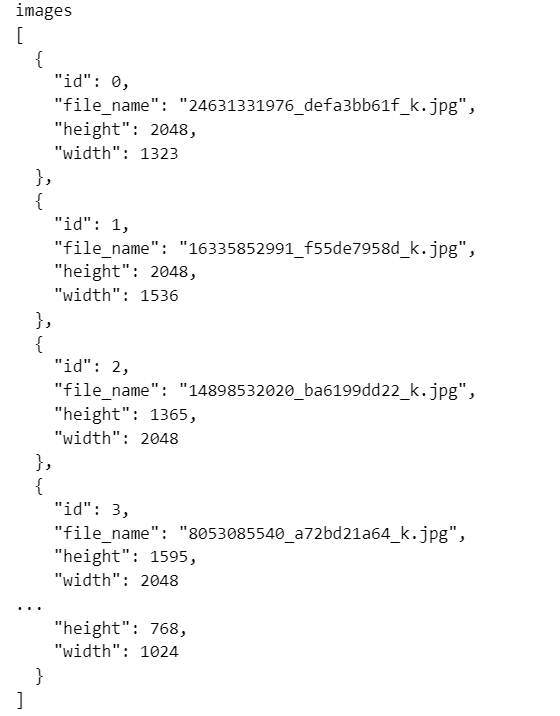 images
[
  {
    "id": 0,
    "file_name": "24631331976_defa3bb61f_k.jpg",
    "height": 2048,
    "width": 1323
  },
  {
    "id": 1,
    "file_name": "16335852991_f55de7958d_k.jpg",
    "height": 2048,
    "width": 1536
  },
  {
    "id": 2,
    "file_name": "14898532020_ba6199dd22_k.jpg",
    "height": 1365,
    "width": 2048
  },
  {
    "id": 3,
    "file_name": "8053085540_a72bd21a64_k.jpg",
    "height": 1595,
    "width": 2048
...
    "height": 768,
    "width": 1024
  }
]